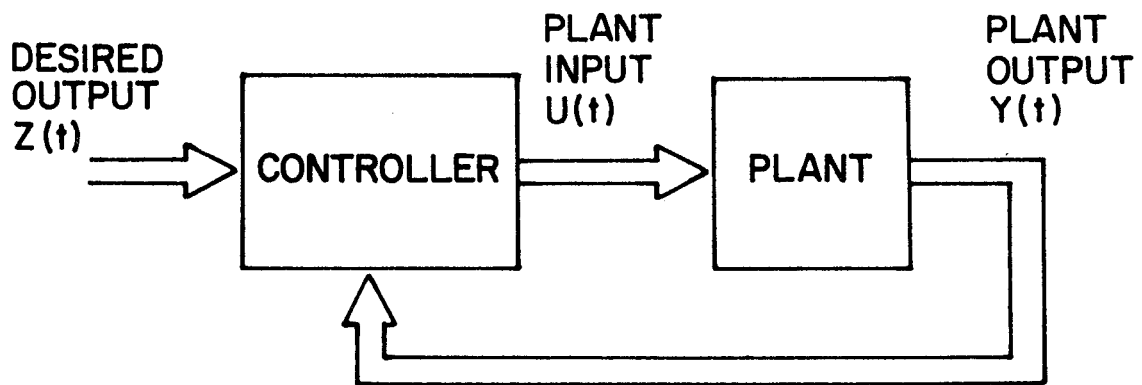 DESIRED
OUTPUT
Z(t)
CONTROLLER
PLANT
INPUT
U(t)
PLANT
PLANT
OUTPUT
Y(t)